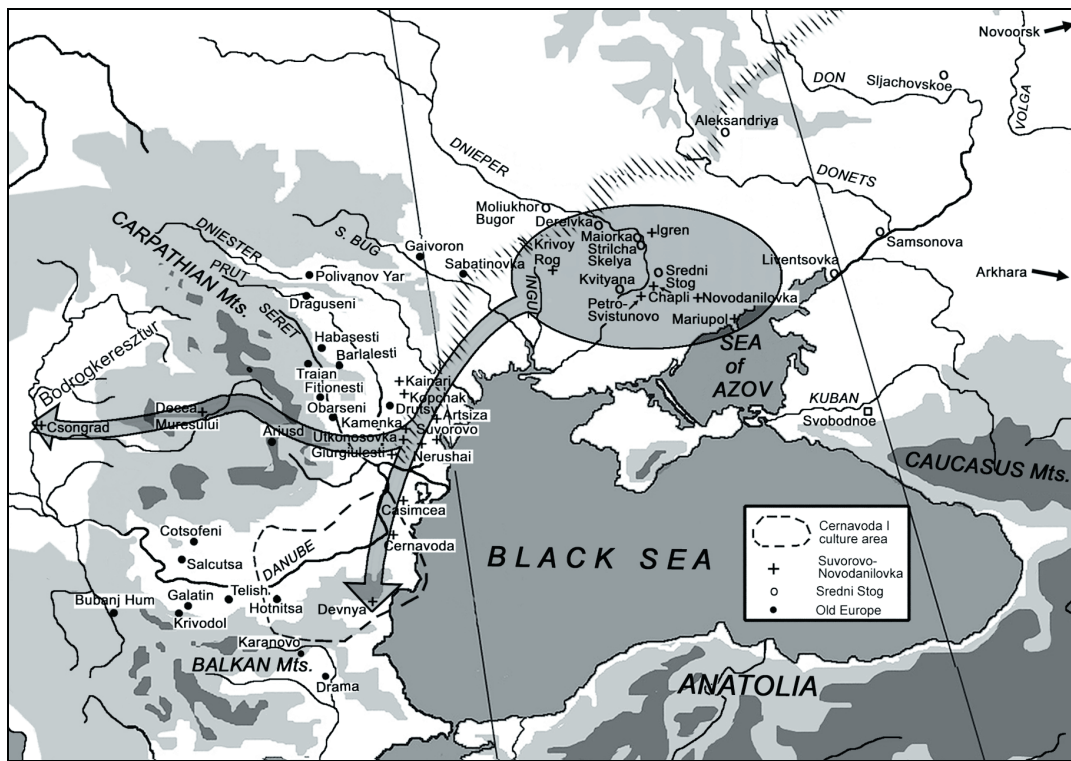 Novoorsk
DON
Sljachovskoe
VOLGA
Aleksandriya
DNIEPER
DONETS
Moliukhor
Bugor
Dereivka
CARPATHIAN Mts.
DNIESTER
S. BUG
Gaivoron
Krivoy
Rog
Maiorka
Strilcha
Skelya
Igren
Samsonova
PRUT
Polivanov Yar
Sabatinovka
Liventsovka
Arkhara
Kvityana
Sredni
Stog
INGUL
Chapli
Novodanilovka
Petro-
Svistunovo
Mariupol
Draguseni
SERET
SEA
of
AZOV
Habasesti
Barlalesti
Bodrogkeresztur
Traian
Fitionesti
Kainari
Kopchak
Drutsy
Artsiza
KUBAN
Svobodnoe
Decea
Muresului
Obarseni
Kamenka
Suvorovo
Csongrad
Ariusd
Utkonosovka
Giurgiulesti
Nerushai
CAUCASUS Mts.
Casimcea
Cernavoda
Cotsofeni
DANUBE
BLACK SEA
Salcutsa
Cernavoda I
culture area
Suvorovo-
Novodanilovka
Sredni Stog
Old Europe
Bubanj Hum
Galatin
Telish
Krivodol
Hotnitsa
Devnya
Karanovo
BALKAN Mts.
Drama
ANATOLIA